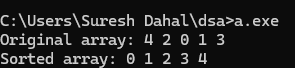 C:\Users\Suresh Dahal\dsa>a.exe
Original array: 4 2 0 1 3
Sorted array: 0 1 2 3 4